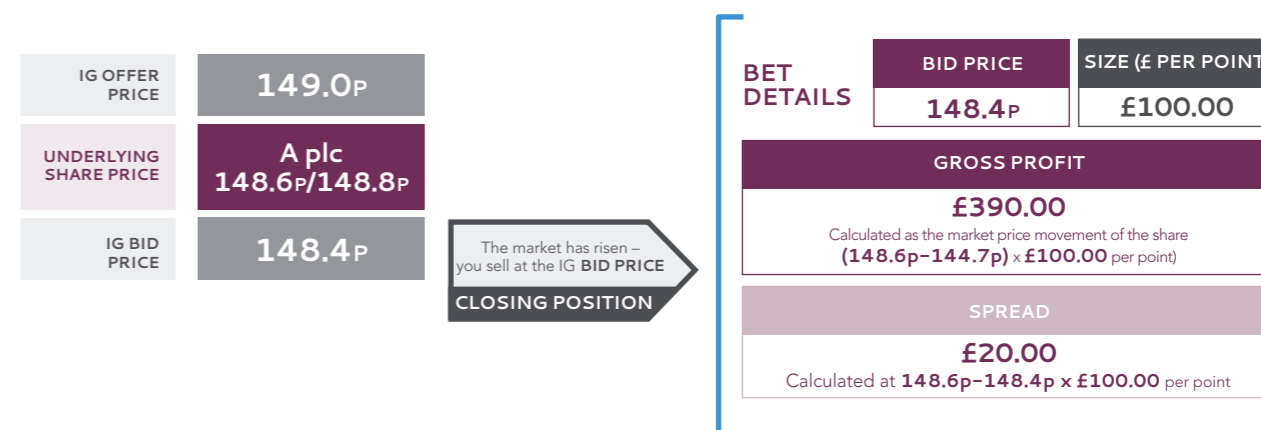 IG OFFER
PRICE
149.0P
UNDERLYING
SHARE PRICE
A plc
148.6P/148.8P
IG BID
PRICE
148.4P
The market has risen –
you sell at the IG BID PRICE
CLOSING POSITION
BET
DETAILS
BID PRICE
148.4P
SIZE (£ PER POINT
£100.00
GROSS PROFIT
£390.00
Calculated as the market price movement of the share
(148.6p–144.7p) x £100.00 per point)
SPREAD
£20.00
Calculated at 148.6p–148.4p x £100.00 per point